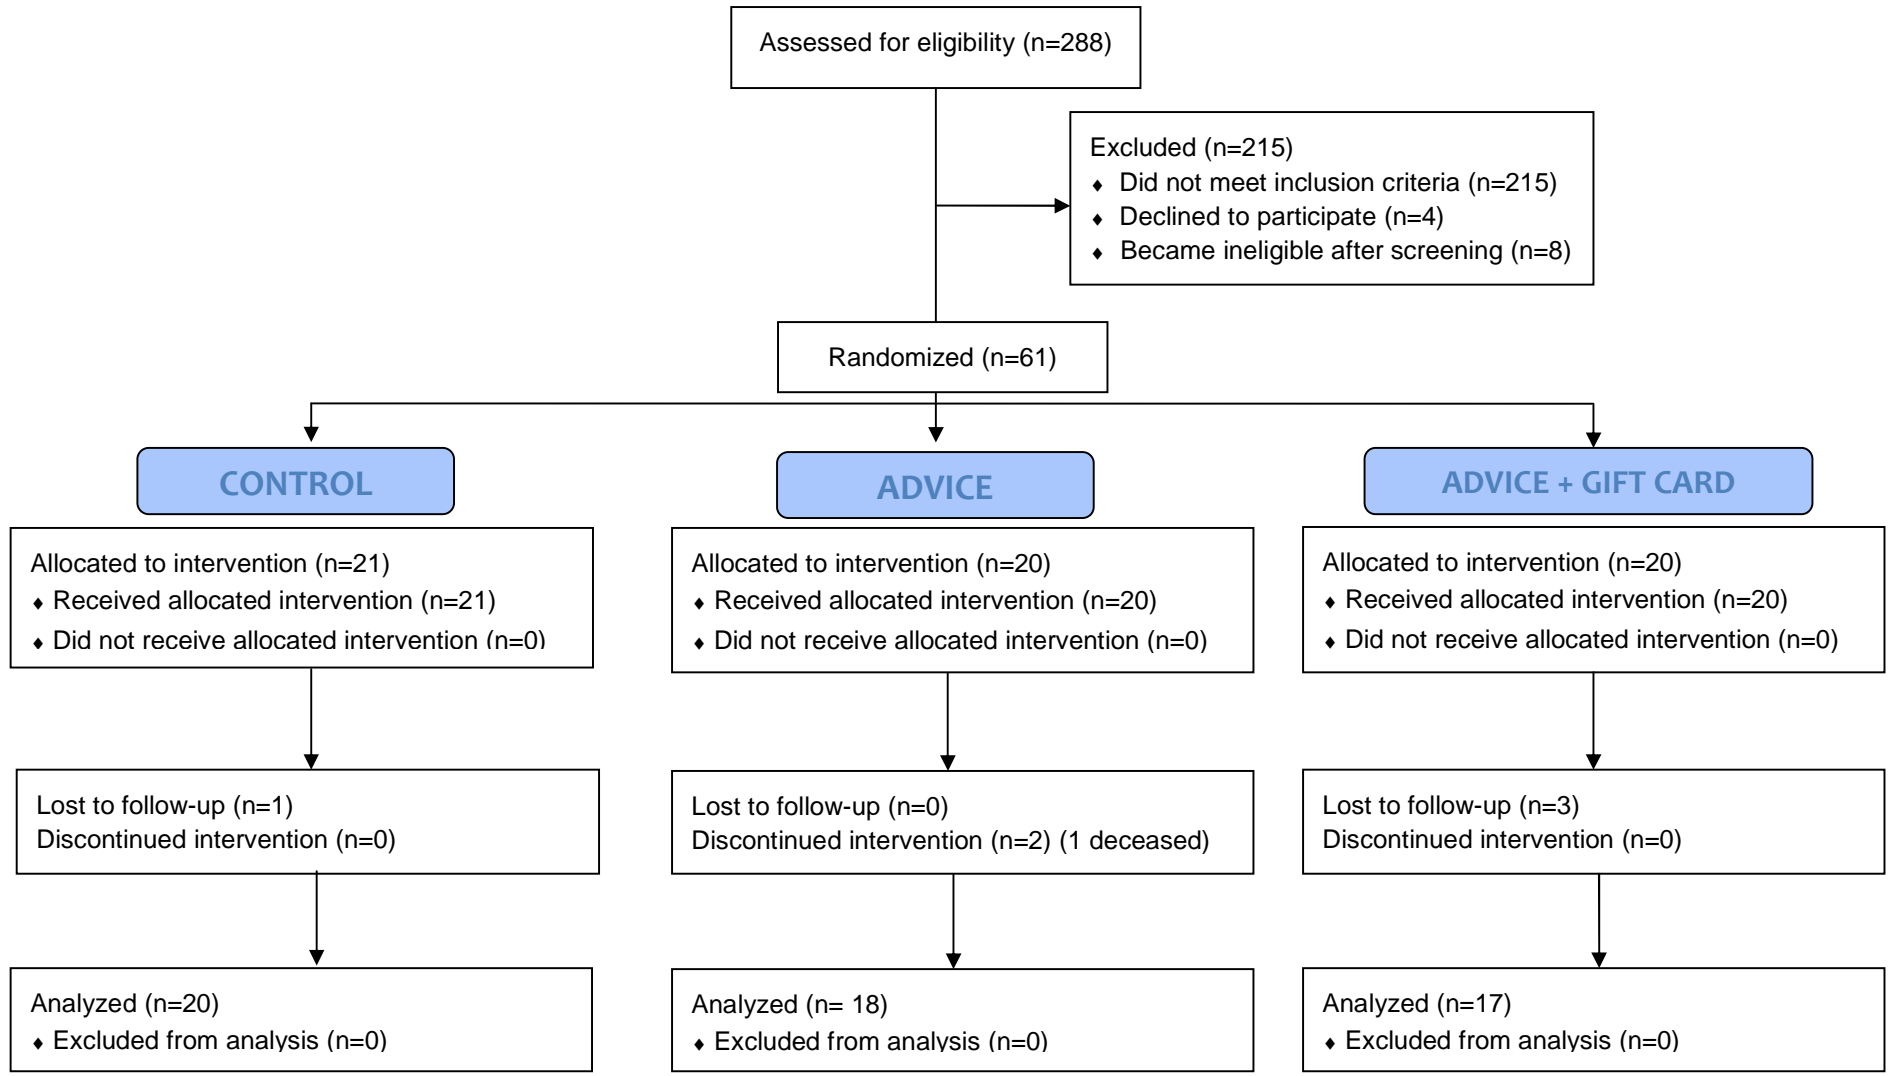 Assessed for eligibility (n=288)
Excluded (n=215)
♦ Did not meet inclusion criteria (n=215)
♦ Declined to participate (n=4)
♦ Became ineligible after screening (n=8)
Randomized (n=61)
CONTROL
ADVICE
ADVICE + GIFT CARD
Allocated to intervention (n=21)
♦ Received allocated intervention (n=21)
♦ Did not receive allocated intervention (n=0)
Allocated to intervention (n=20)
♦ Received allocated intervention (n=20)
♦ Did not receive allocated intervention (n=0)
Allocated to intervention (n=20)
♦ Received allocated intervention (n=20)
♦ Did not receive allocated intervention (n=0)
Lost to follow-up (n=1)
Discontinued intervention (n=0)
Lost to follow-up (n=0)
Discontinued intervention (n=2) (1 deceased)
Lost to follow-up (n=3)
Discontinued intervention (n=0)
Analyzed (n=20)
♦ Excluded from analysis (n=0)
Analyzed (n= 18)
♦ Excluded from analysis (n=0)
Analyzed (n=17)
♦ Excluded from analysis (n=0)